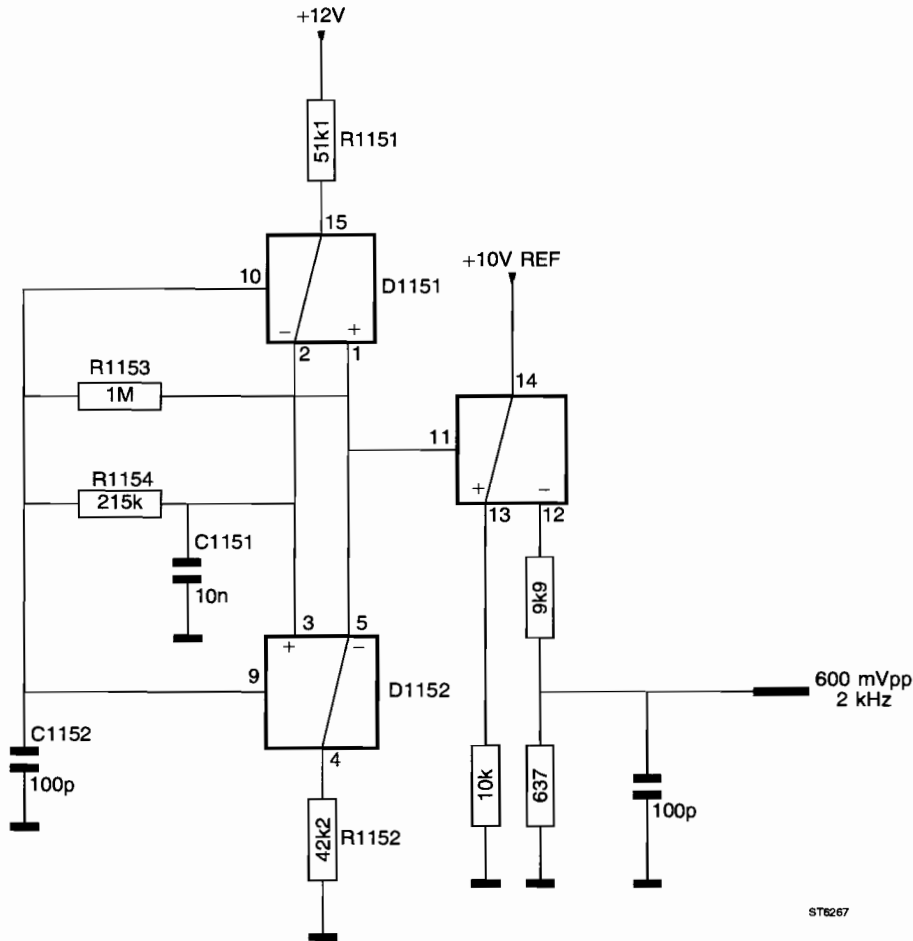 +12V
51k1
R1151
15
10
D1151
− +
2 1
+10V REF
R1153
1M
14
11
R1154
215k
+ −
13 12
C1151
10n
9k9
3 5
+ −
9
D1152
600 mVpp
2 kHz
C1152
100p
4
10k
637
100p
42k2
R1152
ST6267